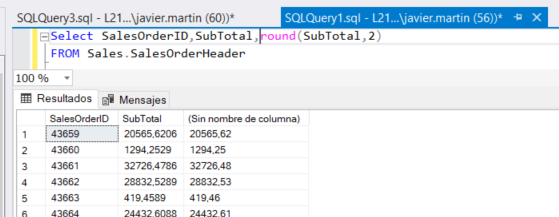 SQLQuery3.sql - L21...\javier.martin (60))* SQLQuery1.sql - L21...\javier.martin (56))*
Select SalesOrderID,SubTotal,round(SubTotal,2)
FROM Sales.SalesOrderHeader
100 %
Resultados Mensajes
SalesOrderID SubTotal (Sin nombre de columna)
1 43659 20565,6206 20565,62
2 43660 1294,2529 1294,25
3 43661 32726,4786 32726,48
4 43662 28832,5289 28832,53
5 43663 419,4589 419,46
6 43664 24432,6088 24432,61